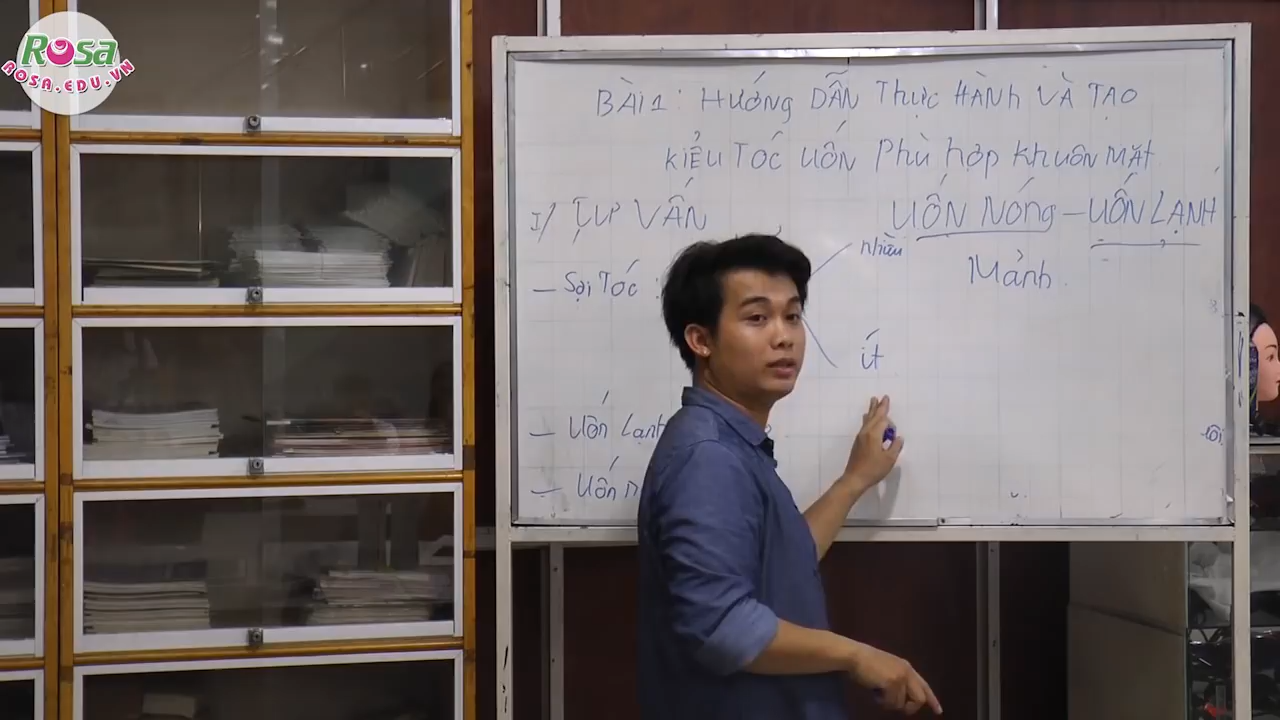 Rosa
ROSA.EDU.VN
BÀI 1: HƯỚNG DẪN THỰC HÀNH VÀ TẠO
KIỂU TÓC UỐN PHÙ HỢP KHUÔN MẶT
I/ TƯ VẤN
UỐN NÓNG – UỐN LẠNH
nhiều
Mảnh.
– Sợi Tóc :
ít
– Uốn Lạnh
– Uốn